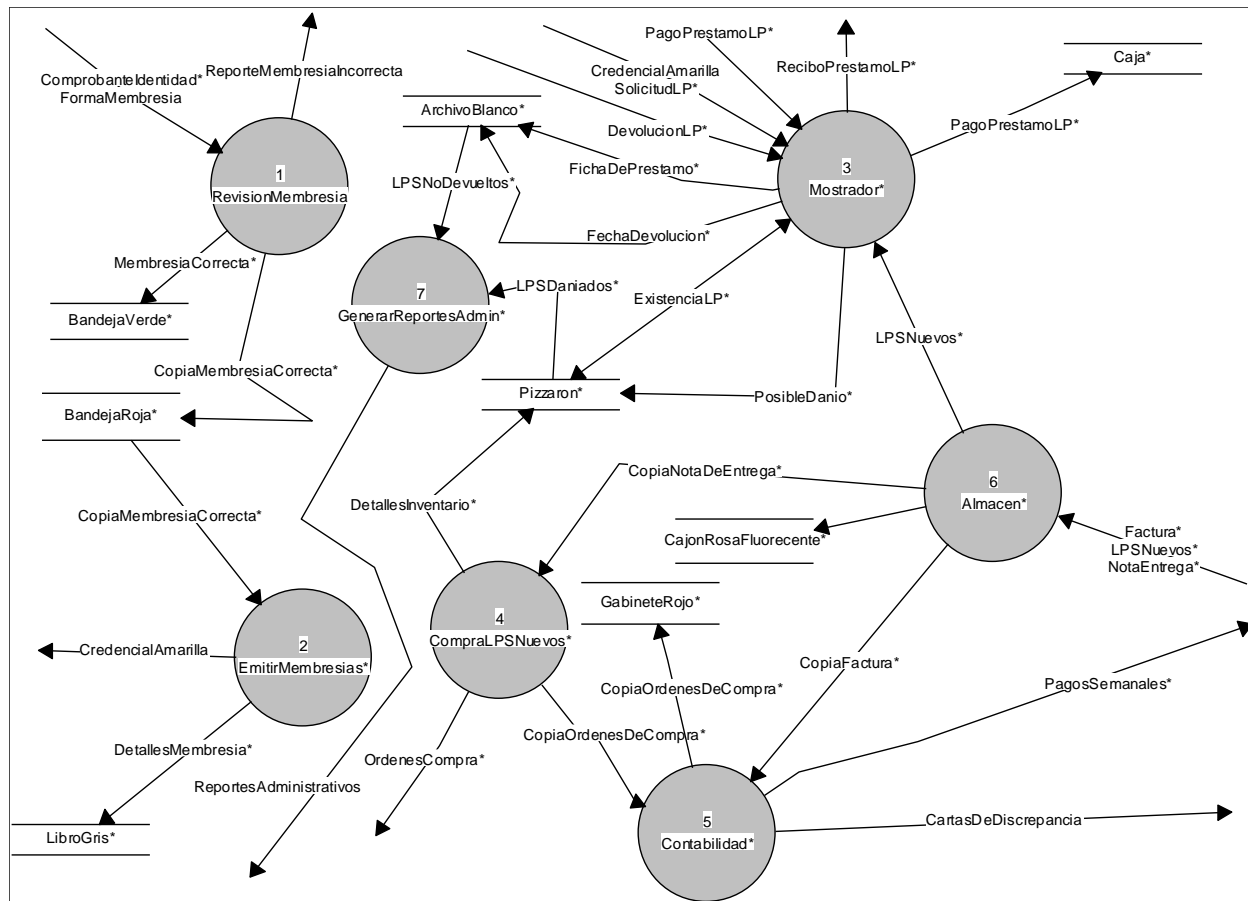 PagoPrestamoLP*
ReporteMembresiaIncorrecta
ComprobanteIdentidad*
FormaMembresia
CredencialAmarilla
SolicitudLP*
ReciboPrestamoLP*
Caja*
ArchivoBlanco*
DevolucionLP*
PagoPrestamoLP*
1
RevisionMembresia
FichaDePrestamo*
3
Mostrador*
LPSNoDevueltos*
FechaDevolucion*
MembresiaCorrecta*
LPSDaniados*
7
GenerarReportesAdmin*
ExistenciaLP*
BandejaVerde*
LPSNuevos*
CopiaMembresiaCorrecta*
Pizzaron*
PosibleDanio*
BandejaRoja*
CopiaNotaDeEntrega*
6
Almacen*
DetallesInventario*
CopiaMembresiaCorrecta*
Factura*
LPSNuevos*
NotaEntrega*
CajonRosaFluorecente*
GabineteRojo*
4
CompraLPSNuevos*
2
EmitirMembresias*
CredencialAmarilla
CopiaFactura*
PagosSemanales*
CopiaOrdenesDeCompra*
CopiaOrdenesDeCompra*
DetallesMembresia*
OrdenesCompra*
ReportesAdministrativos
LibroGris*
5
Contabilidad*
CartasDeDiscrepancia